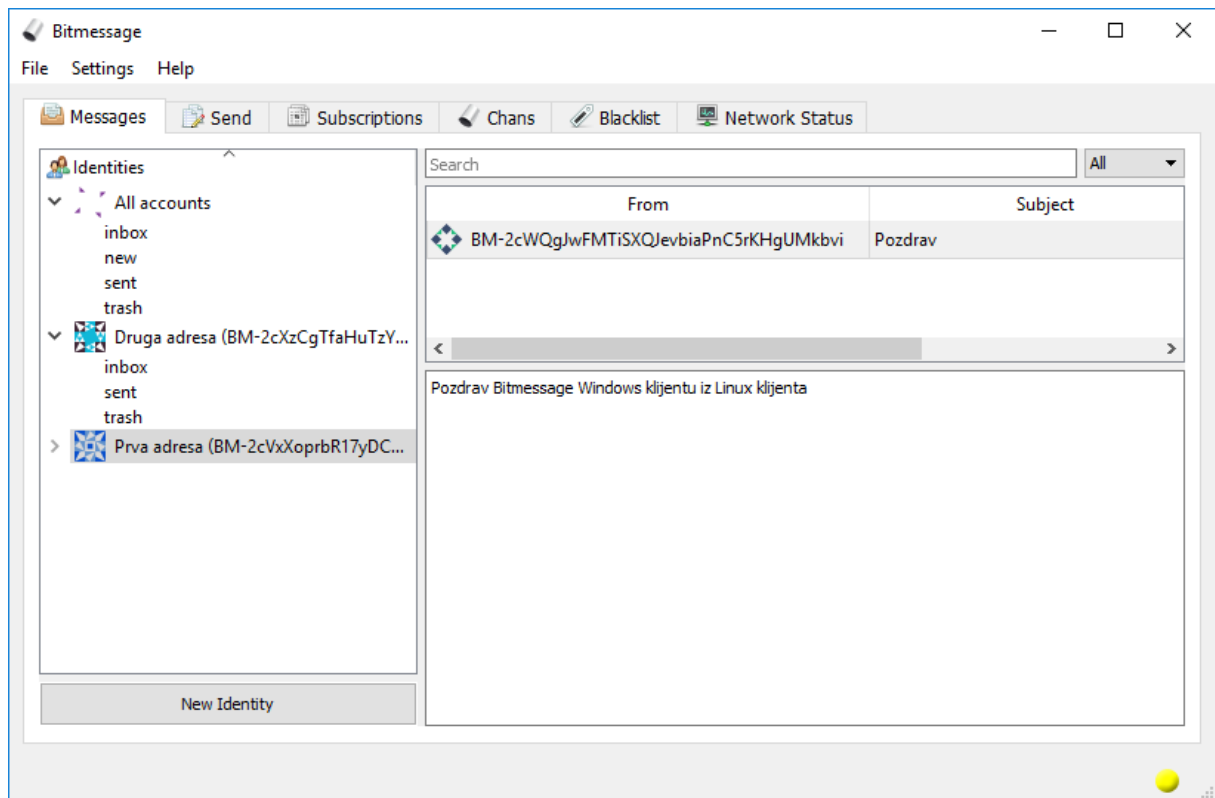 Bitmessage
File Settings Help
Messages Send Subscriptions Chans Blacklist Network Status
Identities
All accounts
inbox
new
sent
trash
Druga adresa (BM-2cXzCgTfaHuTzY...
inbox
sent
trash
Prva adresa (BM-2cVxXoprbR17yDC...
New Identity
Search All
From Subject
BM-2cWQgJwFMTiSXQJevbiaPnC5rKHgUMkbvi Pozdrav
Pozdrav Bitmessage Windows klijentu iz Linux klijenta